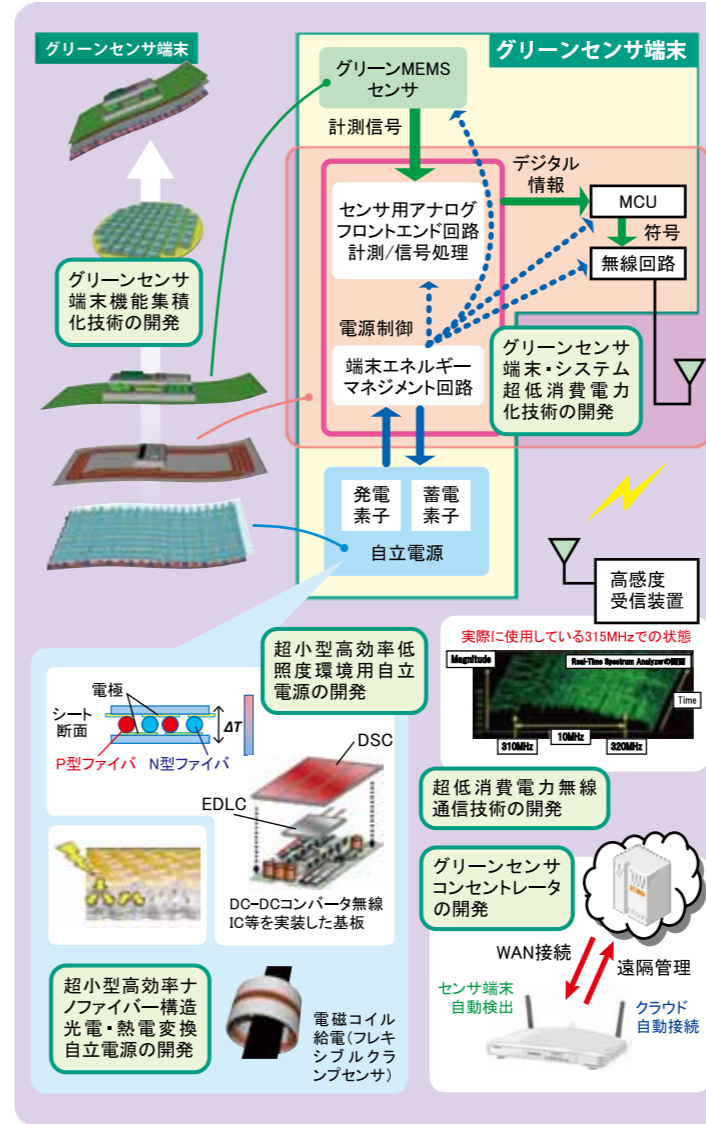 グリーンセンサ端末
グリーンセンサ端末
グリーンMEMS
センサ
計測信号
デジタル
情報
センサ用アナログ
フロントエンド回路
計測/信号処理
MCU
符号
無線回路
グリーンセンサ
端末機能集積
化技術の開発
電源制御
端末エネルギー
マネジメント回路
グリーンセンサ
端末・システム
超低消費電力
化技術の開発
発電
素子
蓄電
素子
自立電源
高感度
受信装置
実際に使用している315MHzでの状態
Magnitude
Real-Time Spectrum Analyzerの画面
Time
10MHz
310MHz
320MHz
超小型高効率低
照度環境用自立
電源の開発
電極
シート
断面
ΔT
P型ファイバ
N型ファイバ
DSC
EDLC
DC-DCコンバータ無線
IC等を実装した基板
超低消費電力無線
通信技術の開発
グリーンセンサ
コンセントレータ
の開発
WAN接続
遠隔管理
センサ端末
自動検出
クラウド
自動接続
超小型高効率ナ
ノファイバー構造
光電・熱電変換
自立電源の開発
電磁コイル
給電(フレキ
シブルクラ
ンプセンサ)